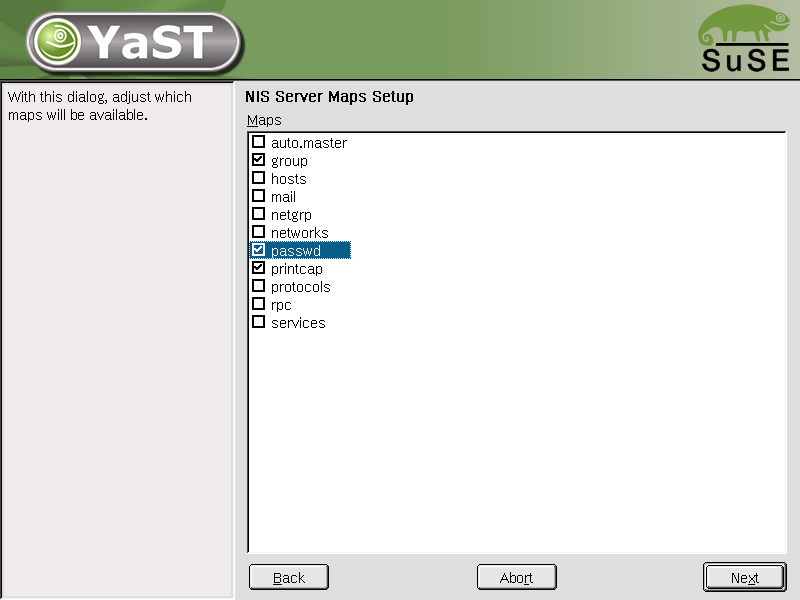 YaST
SuSE
With this dialog, adjust which
maps will be available.
NIS Server Maps Setup
Maps
auto.master
group
hosts
mail
netgrp
networks
passwd
printcap
protocols
rpc
services
Back
Abort
Next